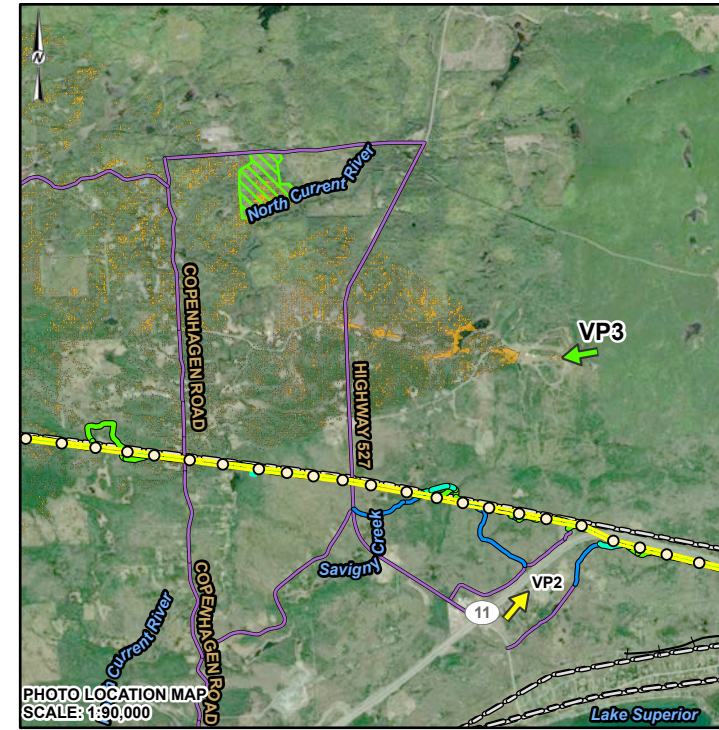 N
North Current River
COPENHAGEN ROAD
HIGHWAY 527
VP3
Savigny Creek
VP2
11
COPENHAGEN ROAD
Current River
PHOTO LOCATION MAP
SCALE: 1:90,000
Lake Superior